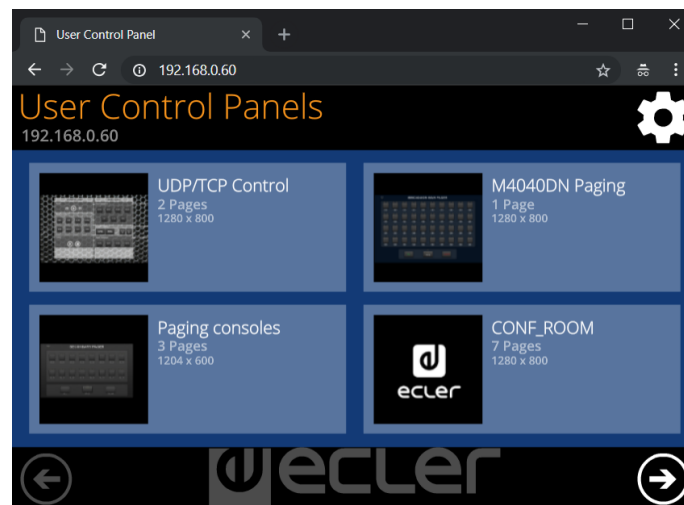 User Control Panel
192.168.0.60
User Control Panels
192.168.0.60
UDP/TCP Control
2 Pages
1280 x 800
M4040DN Paging
1 Page
1280 x 800
Paging consoles
3 Pages
1204 x 600
CONF_ROOM
7 Pages
1280 x 800
ecler
ecler